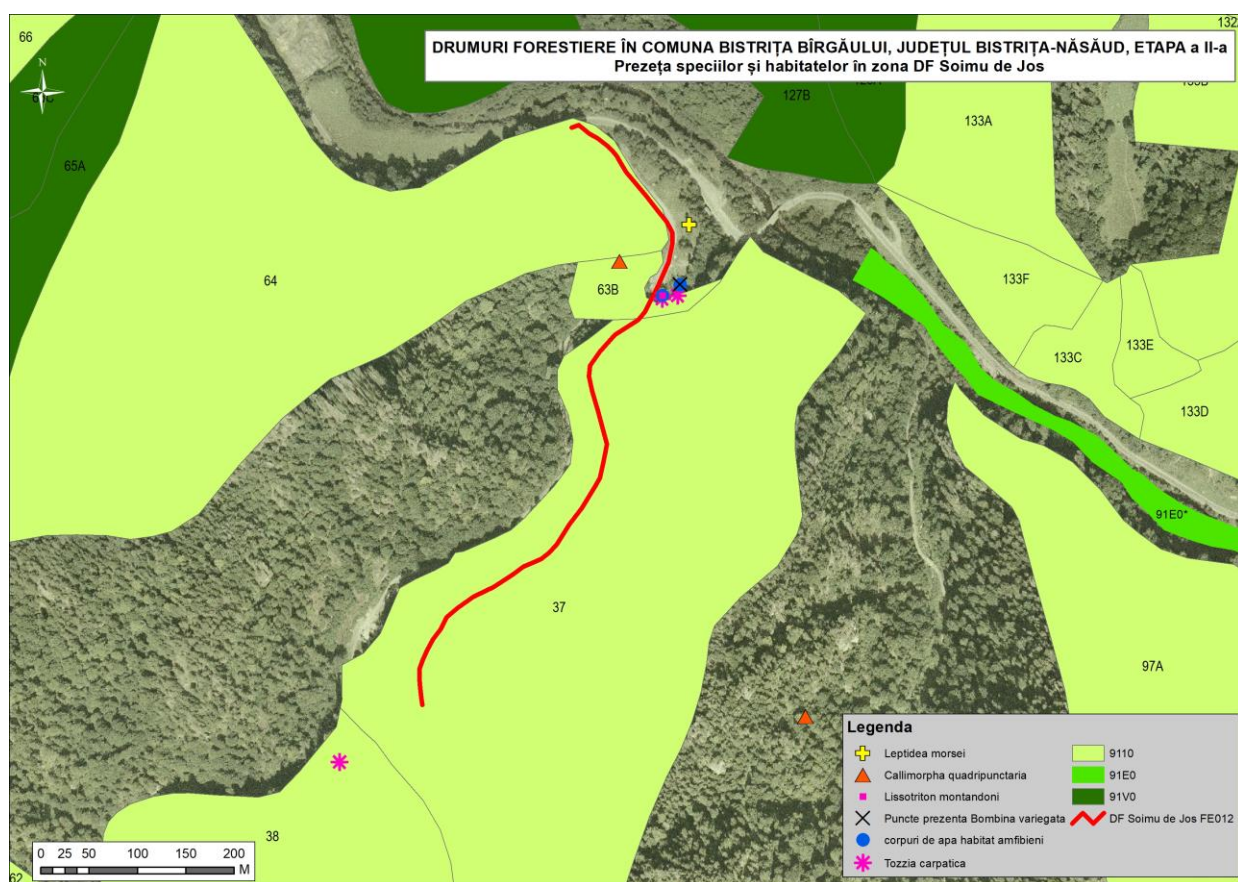 DRUMURI FORESTIERE ÎN COMUNA BISTRIȚA BÎRGĂULUI, JUDEȚUL BISTRIȚA-NĂSĂUD, ETAPA a II-a
Prezeța speciilor și habitatelor în zona DF Soimu de Jos
66
N
65A
127B
133A
64
63B
133F
133C
133E
133D
91E0*
37
97A
38
62
Legenda
Leptidea morsei
Callimorpha quadripunctaria
Lissotriton montandoni
Puncte prezenta Bombina variegata
corpuri de apa habitat amfibieni
Tozzia carpatica
9110
91E0
91V0
DF Soimu de Jos FE012
0 25 50 100 150 200
M